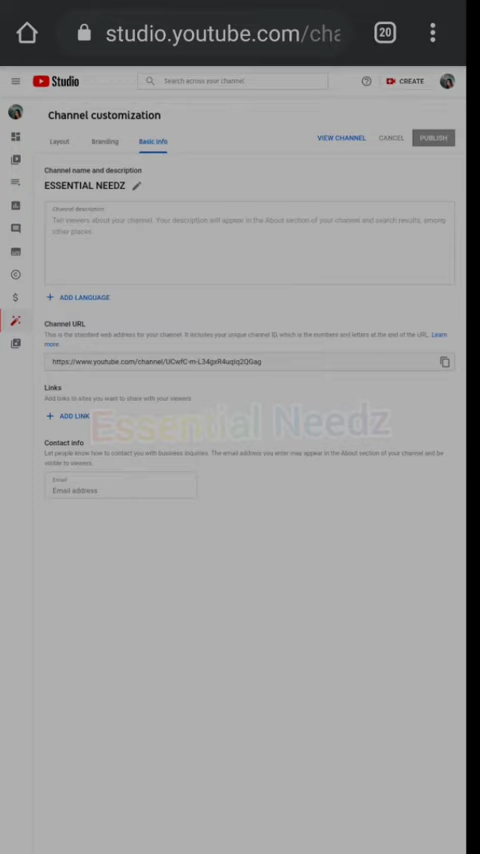 studio.youtube.com/cha
20
Studio
Search across your channel
CREATE
Channel customization
Layout
Branding
Basic info
VIEW CHANNEL
CANCEL
PUBLISH
Channel name and description
ESSENTIAL NEEDZ
Channel description
Tell viewers about your channel. Your description will appear in the About section of your channel and search results, among
other places.
ADD LANGUAGE
Channel URL
This is the standard web address for your channel. It includes your unique channel ID, which is the numbers and letters at the end of the URL. Learn
more
https://www.youtube.com/channel/UCwfC-m-L34gxR4uqIq2QGag
Links
Add links to sites you want to share with your viewers
ADD LINK
Essential Needz
Contact info
Let people know how to contact you with business inquiries. The email address you enter may appear in the About section of your channel and be
visible to viewers.
Email
Email address